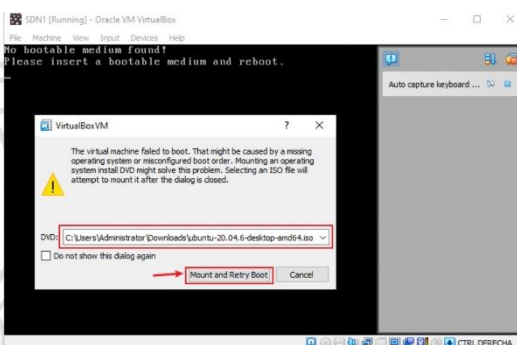 SDN1 [Running] - Oracle VM VirtualBox
File Machine View Input Devices Help
No bootable medium found!
Please insert a bootable medium and reboot.
Auto capture keyboard ...
VirtualBoxVM
The virtual machine failed to boot. That might be caused by a missing
operating system or misconfigured boot order. Mounting an operating
system install DVD might solve this problem. Selecting an ISO file will
attempt to mount it after the dialog is closed.
DVD: C:\Users\Administrator\Downloads\ubuntu-20.04.6-desktop-amd64.iso
Do not show this dialog again
Mount and Retry Boot Cancel
CTRL DERECHA